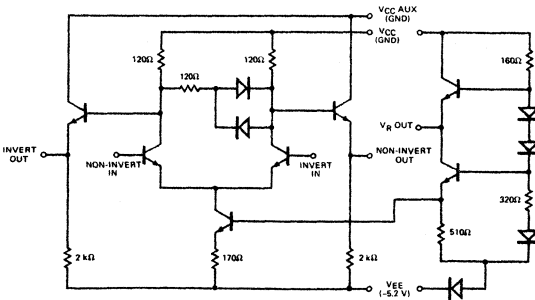 VCC AUX
(GND)
VCC
(GND)
120Ω
120Ω
120Ω
160Ω
VR OUT
INVERT
OUT
NON-INVERT
IN
INVERT
IN
NON-INVERT
OUT
320Ω
510Ω
2 kΩ
170Ω
2 kΩ
VEE
(-5.2 V)